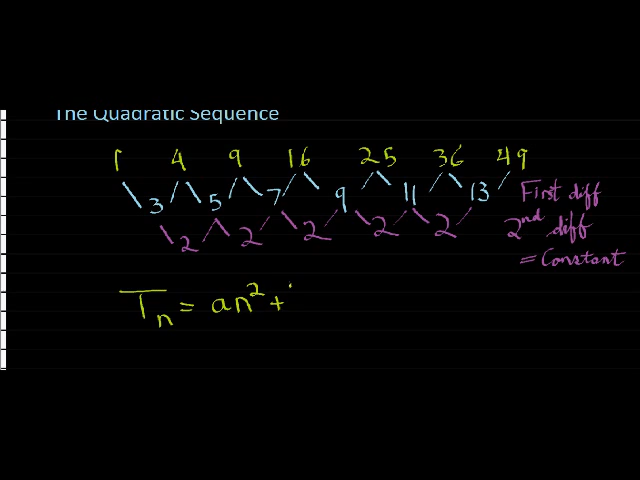 The Quadratic Sequence
1 4 9 16 25 36 49
3 5 7 9 11 13 First diff
2 2 2 2 2 2nd diff
= Constant
Tn = an² +